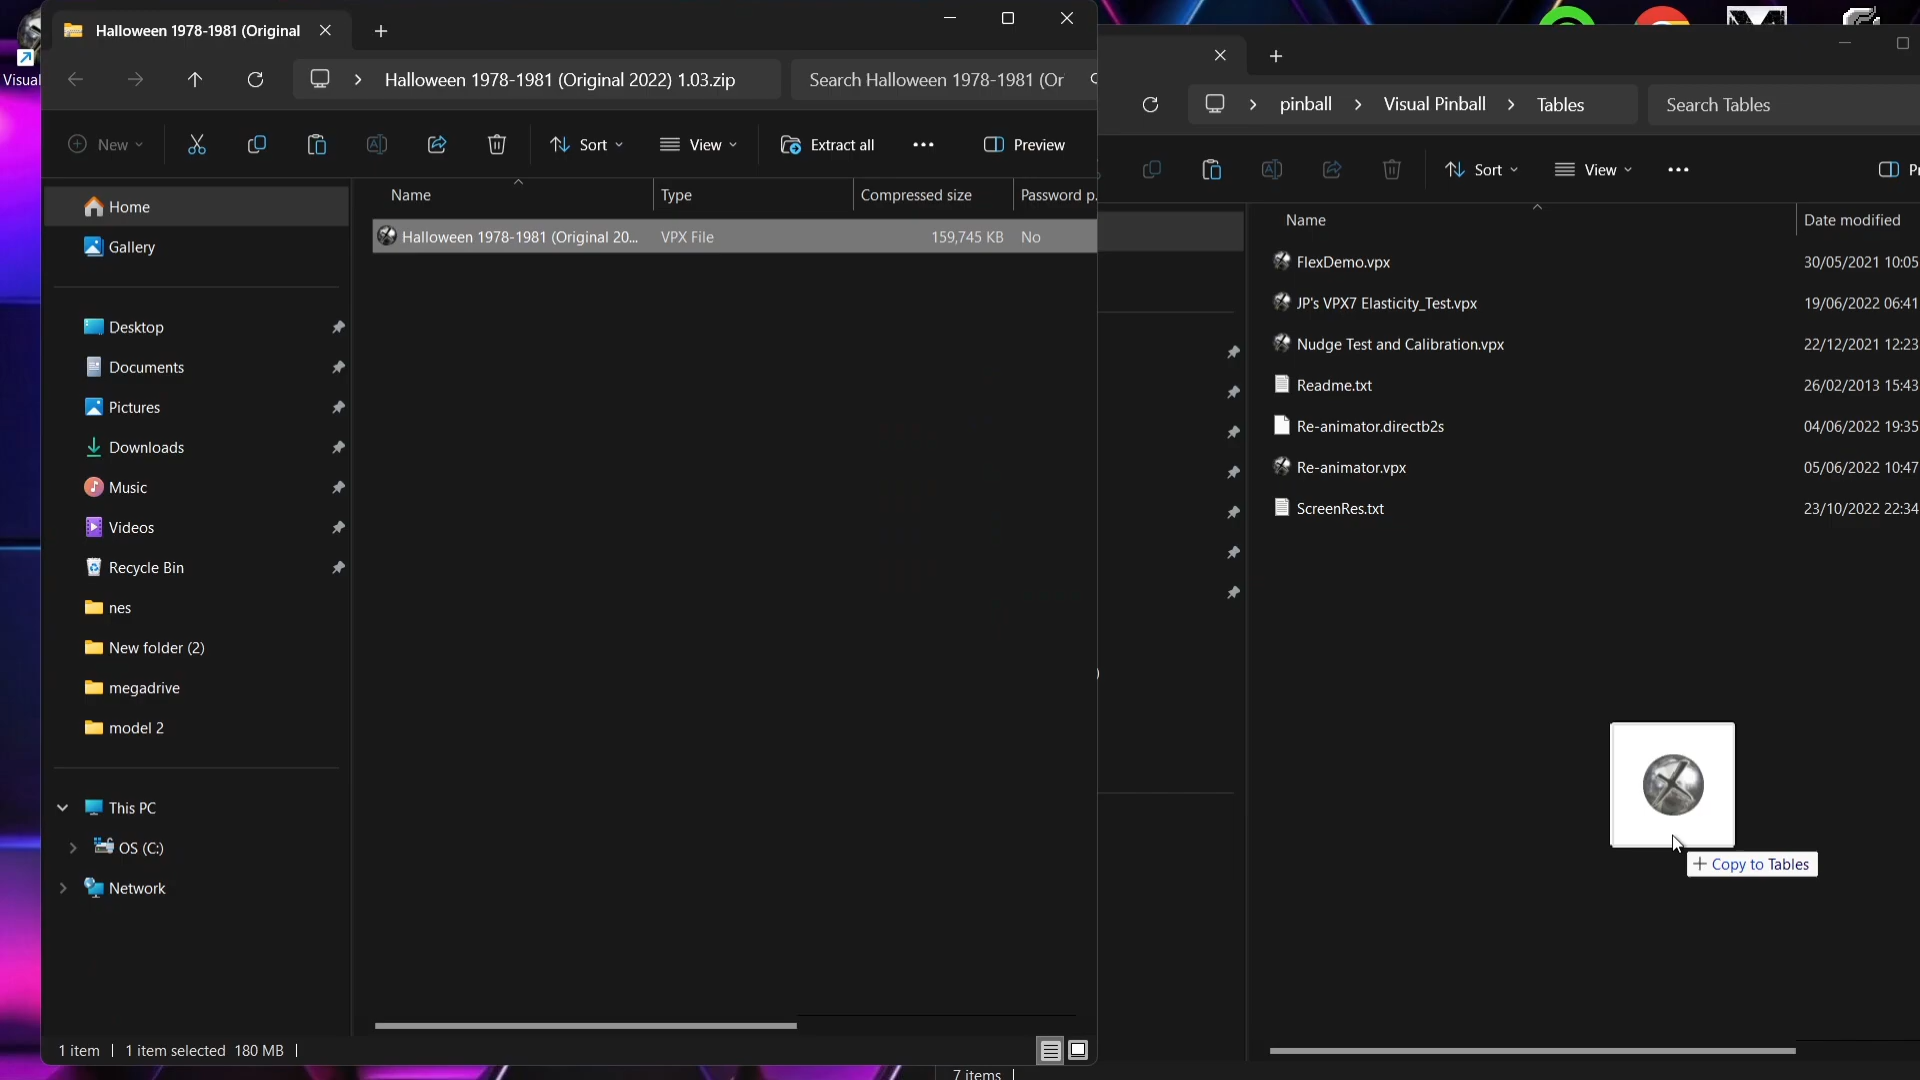 Visual
Halloween 1978-1981 (Original
Halloween 1978-1981 (Original 2022) 1.03.zip
Search Halloween 1978-1981 (Or
New
Sort
View
Extract all
Preview
Home
Gallery
Desktop
Documents
Pictures
Downloads
Music
Videos
Recycle Bin
nes
New folder (2)
megadrive
model 2
This PC
OS (C:)
Network
Name Type Compressed size Password p.
Halloween 1978-1981 (Original 20... VPX File 159,745 KB No
1 item 1 item selected 180 MB
pinball Visual Pinball Tables
Search Tables
Sort
View
Name Date modified
FlexDemo.vpx 30/05/2021 10:05
JP's VPX7 Elasticity_Test.vpx 19/06/2022 06:41
Nudge Test and Calibration.vpx 22/12/2021 12:23
Readme.txt 26/02/2013 15:43
Re-animator.directb2s 04/06/2022 19:35
Re-animator.vpx 05/06/2022 10:47
ScreenRes.txt 23/10/2022 22:34
Copy to Tables
7 items